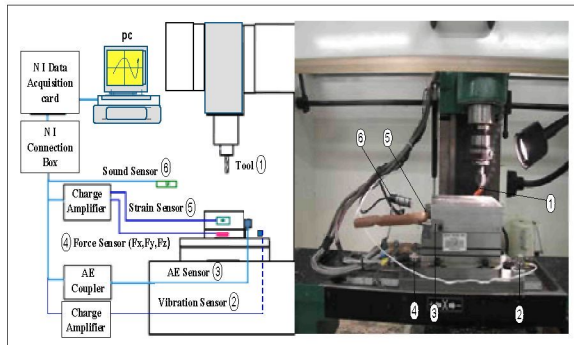 pc
N I Data
Acquisition
card
N I
Connection
Box
Tool 1
Sound Sensor 6
Charge
Amplifier
Strain Sensor 5
4 Force Sensor (Fx,Fy,Fz)
AE
Coupler
AE Sensor 3
Vibration Sensor 2
Charge
Amplifier
6
5
1
4
3
2